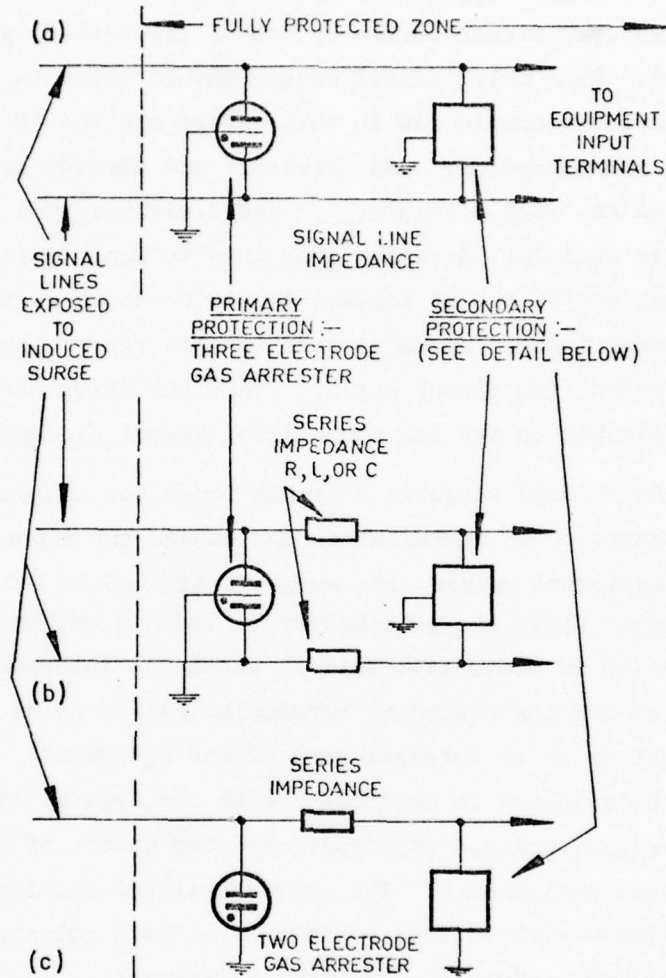 (a)
FULLY PROTECTED ZONE
TO
EQUIPMENT
INPUT
TERMINALS
SIGNAL LINE
IMPEDANCE
SIGNAL
LINES
EXPOSED
TO
INDUCED
SURGE
PRIMARY
PROTECTION :-
THREE ELECTRODE
GAS ARRESTER
SECONDARY
PROTECTION :-
(SEE DETAIL BELOW)
SERIES
IMPEDANCE
R, L, OR C
(b)
SERIES
IMPEDANCE
TWO ELECTRODE
GAS ARRESTER
(c)